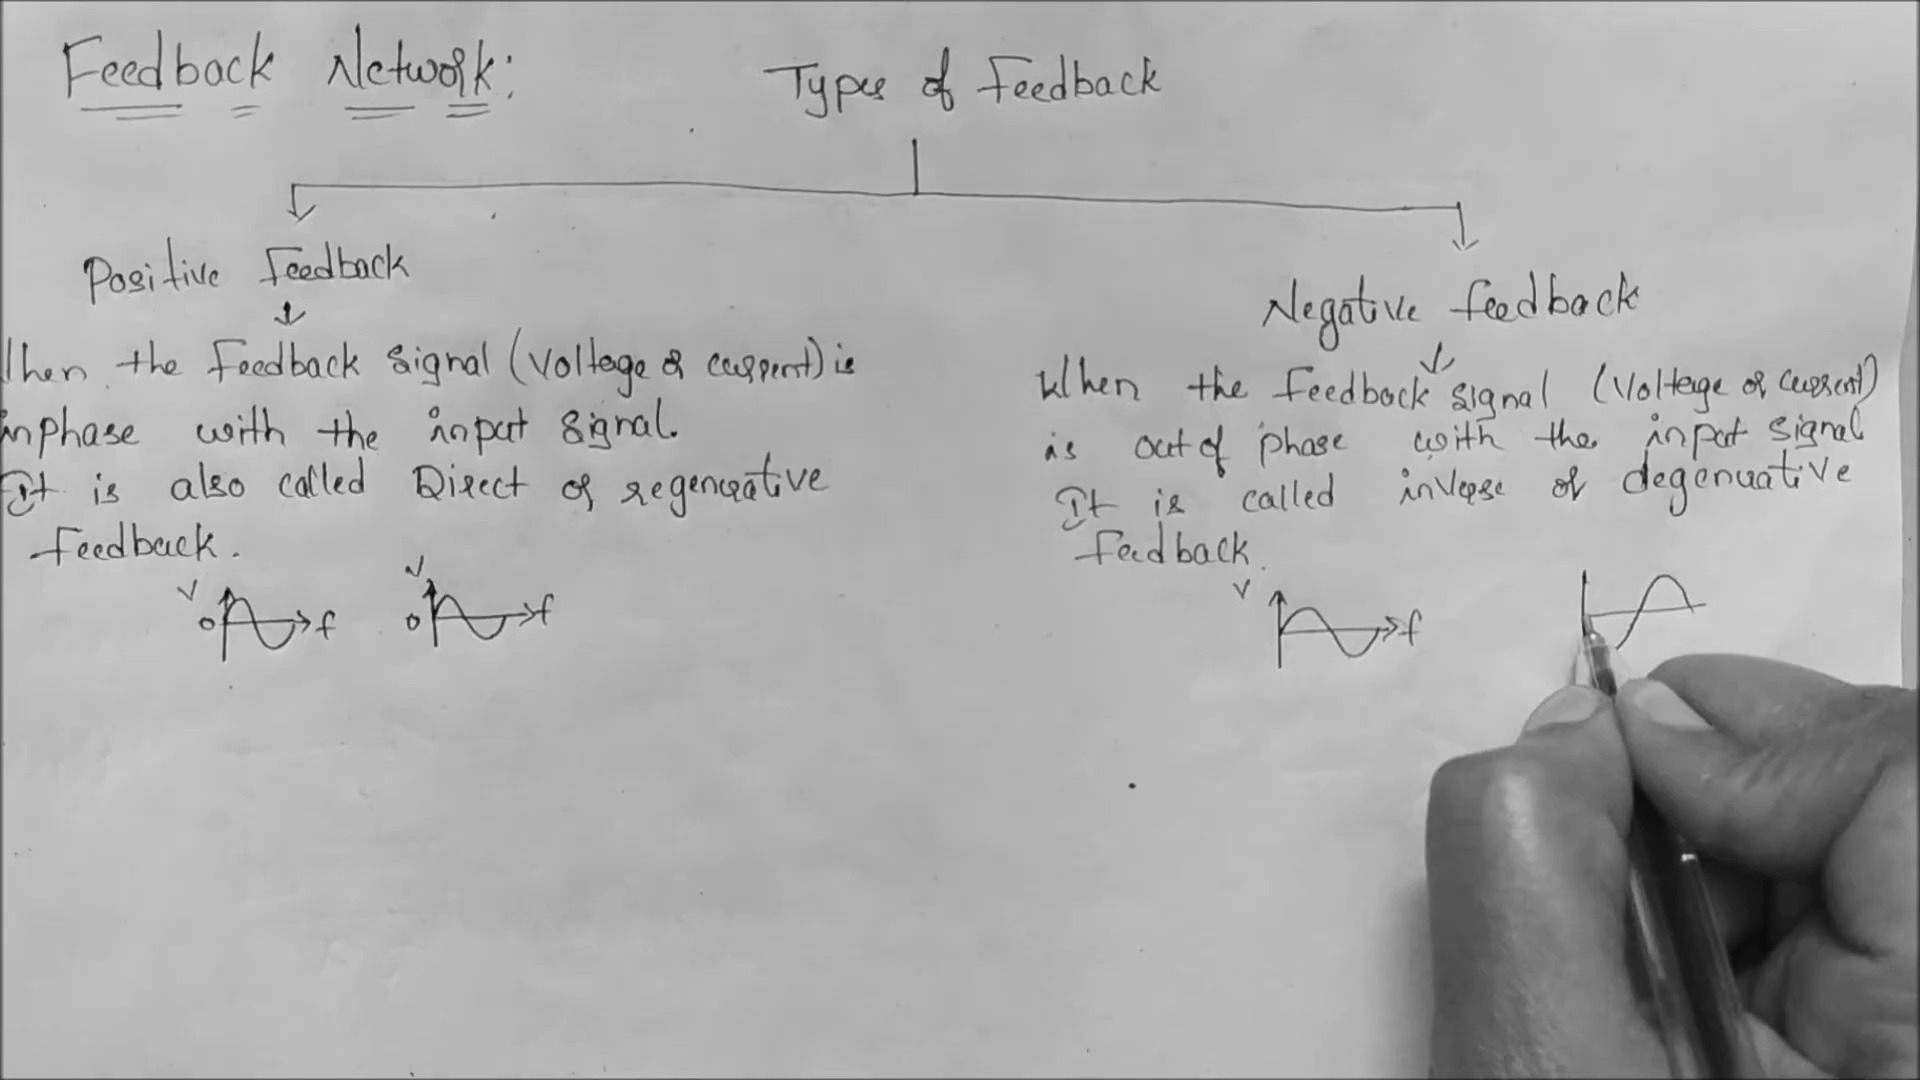 Feedback Network:
Types of Feedback
Positive Feedback
When the Feedback signal (Voltage or current) is
inphase with the input signal.
It is also called Direct or regenerative
feedback.
V
0
f
V
0
f
Negative feedback
When the Feedback signal (Voltage or current)
is out of phase with the input signal
It is called inverse or degenerative
feedback.
V
f